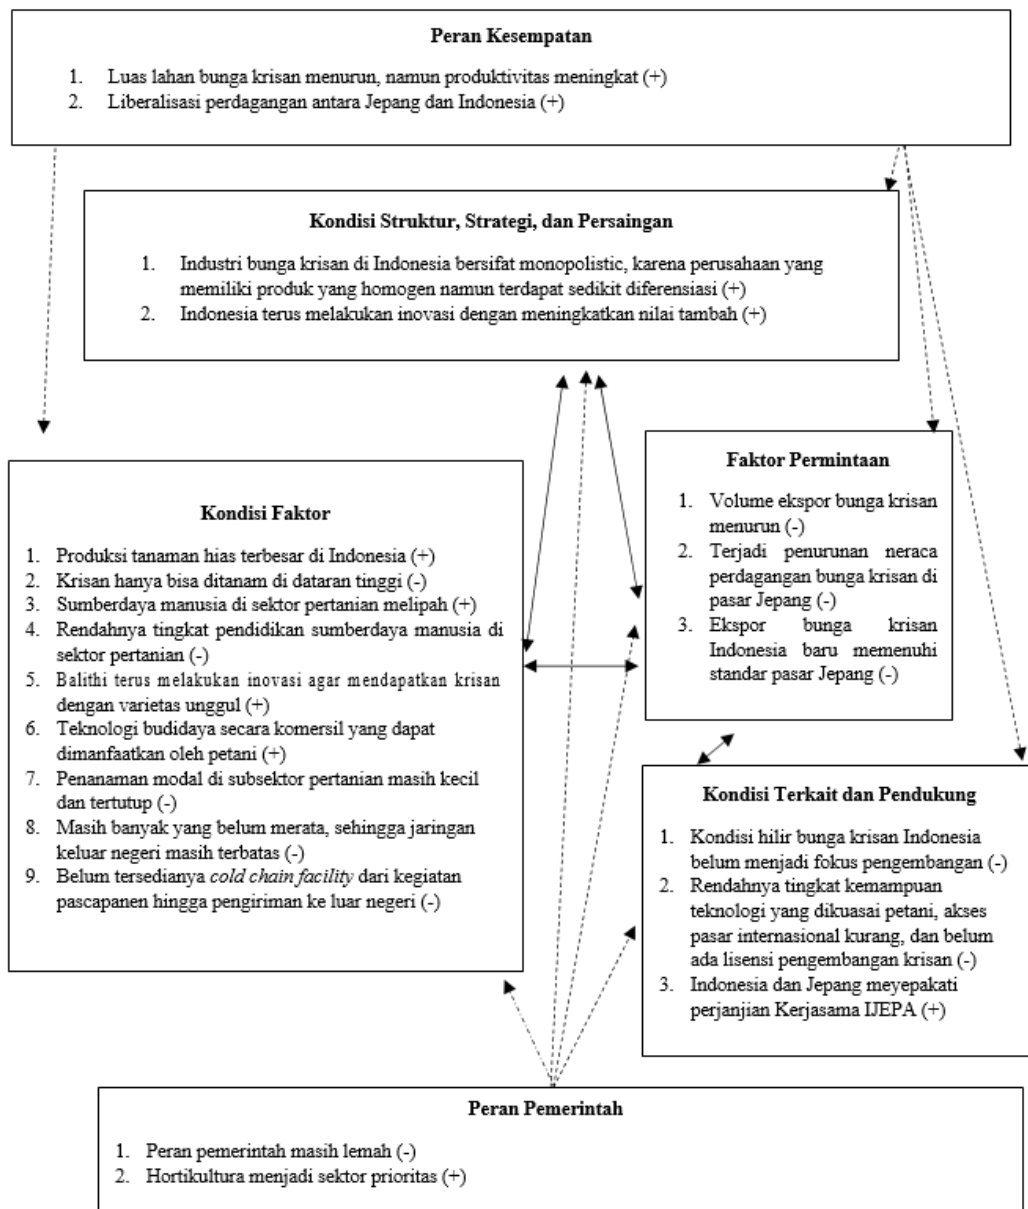 Peran Kesempatan
1. Luas lahan bunga krisan menurun, namun produktivitas meningkat (+)
2. Liberalisasi perdagangan antara Jepang dan Indonesia (+)
Kondisi Struktur, Strategi, dan Persaingan
1. Industri bunga krisan di Indonesia bersifat monopolistic, karena perusahaan yang
memiliki produk yang homogen namun terdapat sedikit diferensiasi (+)
2. Indonesia terus melakukan inovasi dengan meningkatkan nilai tambah (+)
Kondisi Faktor
1. Produksi tanaman hias terbesar di Indonesia (+)
2. Krisan hanya bisa ditanam di dataran tinggi (-)
3. Sumberdaya manusia di sektor pertanian melipah (+)
4. Rendahnya tingkat pendidikan sumberdaya manusia di
sektor pertanian (-)
5. Balithi terus melakukan inovasi agar mendapatkan krisan
dengan varietas unggul (+)
6. Teknologi budidaya secara komersil yang dapat
dimanfaatkan oleh petani (+)
7. Penanaman modal di subsektor pertanian masih kecil
dan tertutup (-)
8. Masih banyak yang belum merata, sehingga jaringan
keluar negeri masih terbatas (-)
9. Belum tersedianya cold chain facility dari kegiatan
pascapanen hingga pengiriman ke luar negeri (-)
Faktor Permintaan
1. Volume ekspor bunga krisan
menurun (-)
2. Terjadi penurunan neraca
perdagangan bunga krisan di
pasar Jepang (-)
3. Ekspor bunga krisan
Indonesia baru memenuhi
standar pasar Jepang (-)
Kondisi Terkait dan Pendukung
1. Kondisi hilir bunga krisan Indonesia
belum menjadi fokus pengembangan (-)
2. Rendahnya tingkat kemampuan
teknologi yang dikuasai petani, akses
pasar internasional kurang, dan belum
ada lisensi pengembangan krisan (-)
3. Indonesia dan Jepang meyepakati
perjanjian Kerjasama IJEPA (+)
Peran Pemerintah
1. Peran pemerintah masih lemah (-)
2. Hortikultura menjadi sektor prioritas (+)